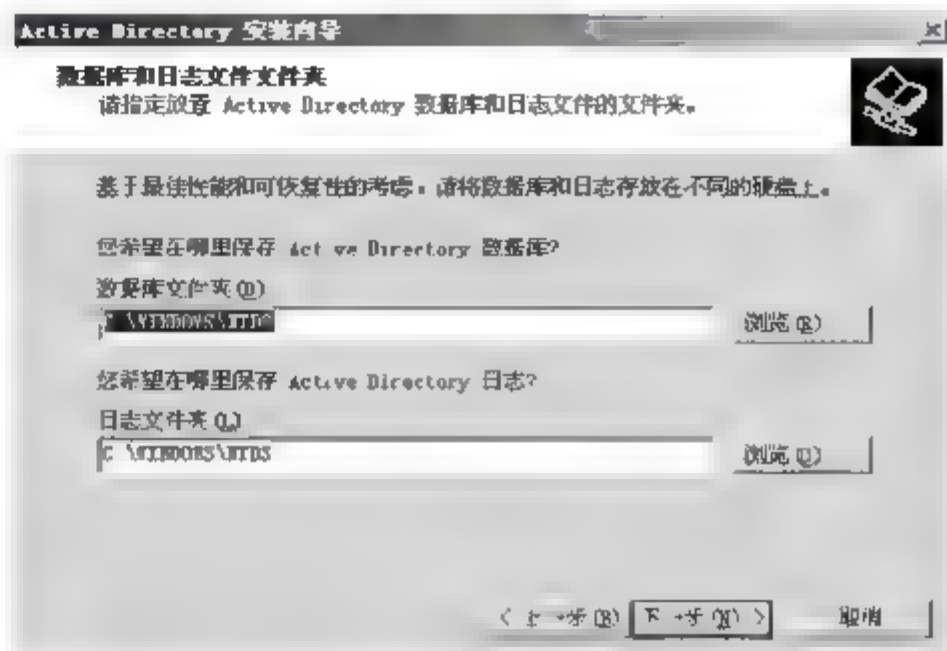 Active Directory 安装向导
数据库和日志文件文件夹
请指定放置 Active Directory 数据库和日志文件的文件夹。
基于最佳性能和可恢复性的考虑，请将数据库和日志存放在不同的硬盘上。
您希望在哪里保存 Active Directory 数据库?
数据库文件夹(D)
C:\WINDOWS\NTDS
浏览(R)
您希望在哪里保存 Active Directory 日志?
日志文件夹(L)
C:\WINDOWS\NTDS
浏览(O)
< 上一步(B)
下一步(N) >
取消